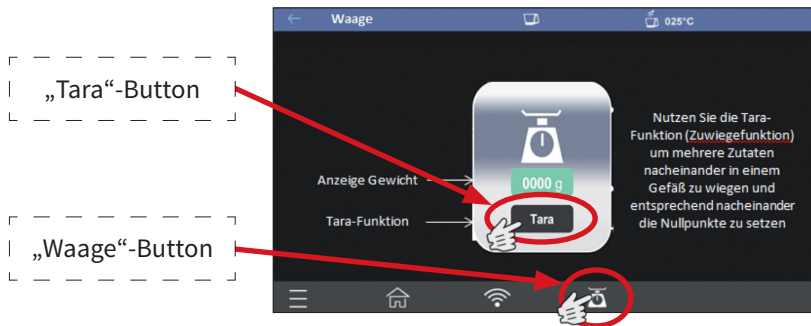 Waage
025°C
„Tara“-Button
Nutzen Sie die Tara-
Funktion (Zuwiegefunktion)
um mehrere Zutaten
nacheinander in einem
Gefäß zu wiegen und
entsprechend nacheinander
die Nullpunkte zu setzen
Anzeige Gewicht
0000 g
Tara-Funktion
Tara
„Waage“-Button